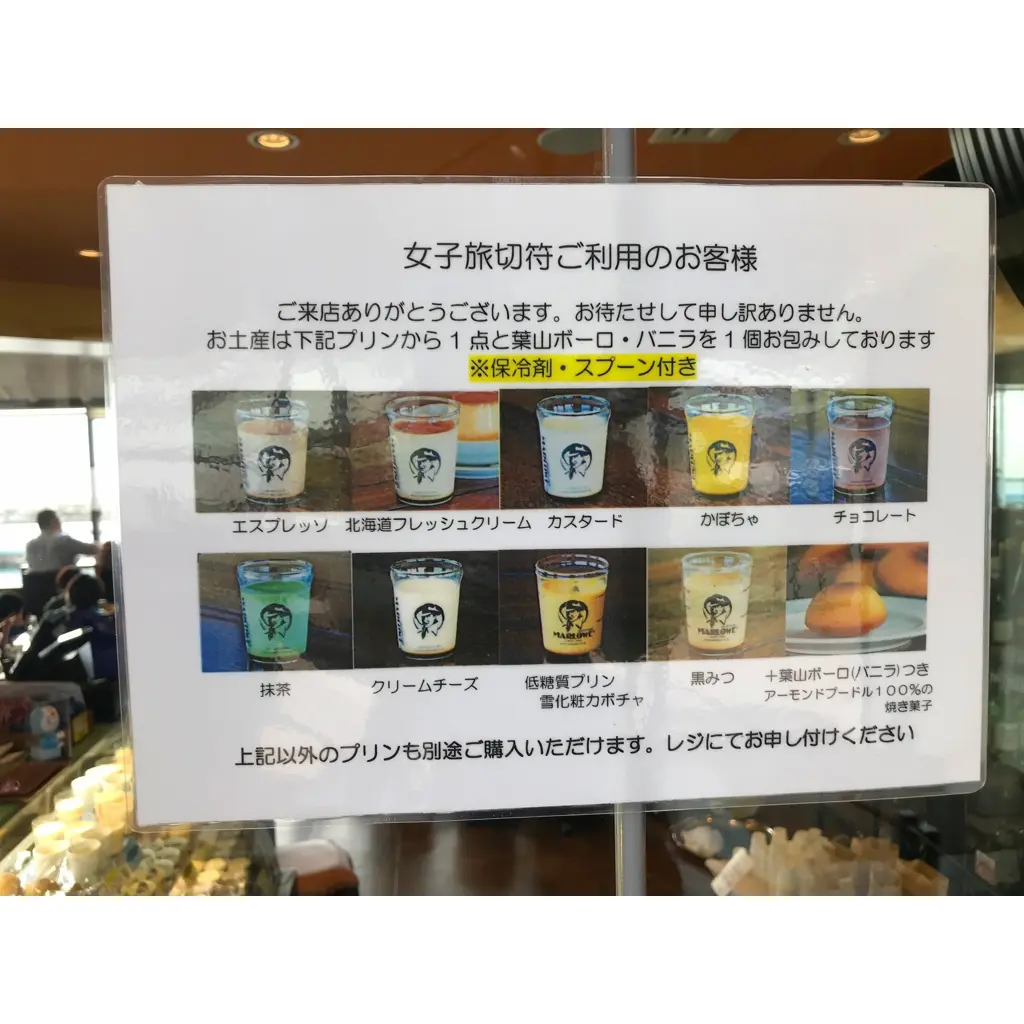 女子旅切符ご利用のお客様
ご来店ありがとうございます。お待たせして申し訳ありません。
お土産は下記プリンから1点と葉山ボーロ・バニラを1個お包みしております
※保冷剤・スプーン付き
エスプレッソ 北海道フレッシュクリーム カスタード かぼちゃ チョコレート
MARLOWE MARLOWE
抹茶 クリームチーズ 低糖質プリン 黒みつ +葉山ボーロ(バニラ)つき
雪化粧カボチャ アーモンドプードル100%の
焼き菓子
上記以外のプリンも別途ご購入いただけます。レジにてお申し付けください